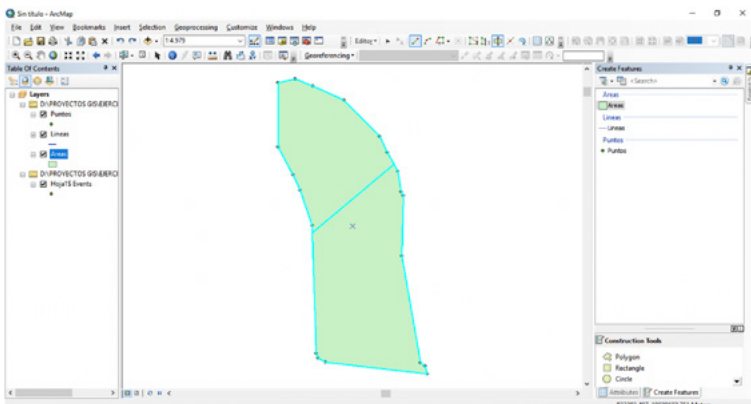 Sin título - ArcMap
File Edit View Bookmarks Insert Selection Geoprocessing Customize Windows Help
1:4.979
Editor
Georeferencing
Table Of Contents
Layers
D:\PROYECTOS GIS\EJERCI
Puntos
Lineas
Areas
D:\PROYECTOS GIS\EJERCI
Hoja1$ Events
Create Features
<Search>
Areas
Areas
Lineas
Lineas
Puntos
Puntos
Construction Tools
Polygon
Rectangle
Circle
Attributes
Create Features